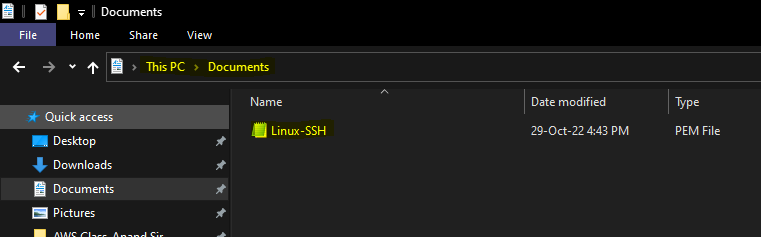 Documents
File Home Share View
This PC Documents
Name Date modified Type
Quick access
Linux-SSH 29-Oct-22 4:43 PM PEM File
Desktop
Downloads
Documents
Pictures
AWS Class Anand Sir